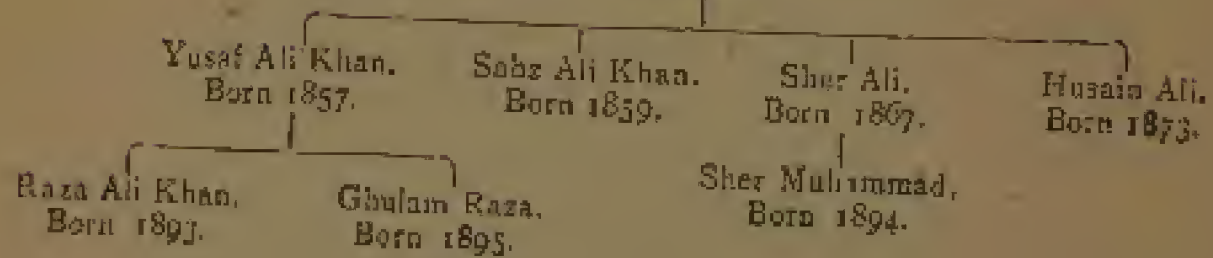 Yusaf Ali Khan.
Born 1857.
Sabz Ali Khan.
Born 1859.
Sher Ali.
Born 1867.
Husain Ali.
Born 1873.
Raza Ali Khan.
Born 1893.
Ghulam Raza.
Born 1895.
Sher Muhammad.
Born 1894.